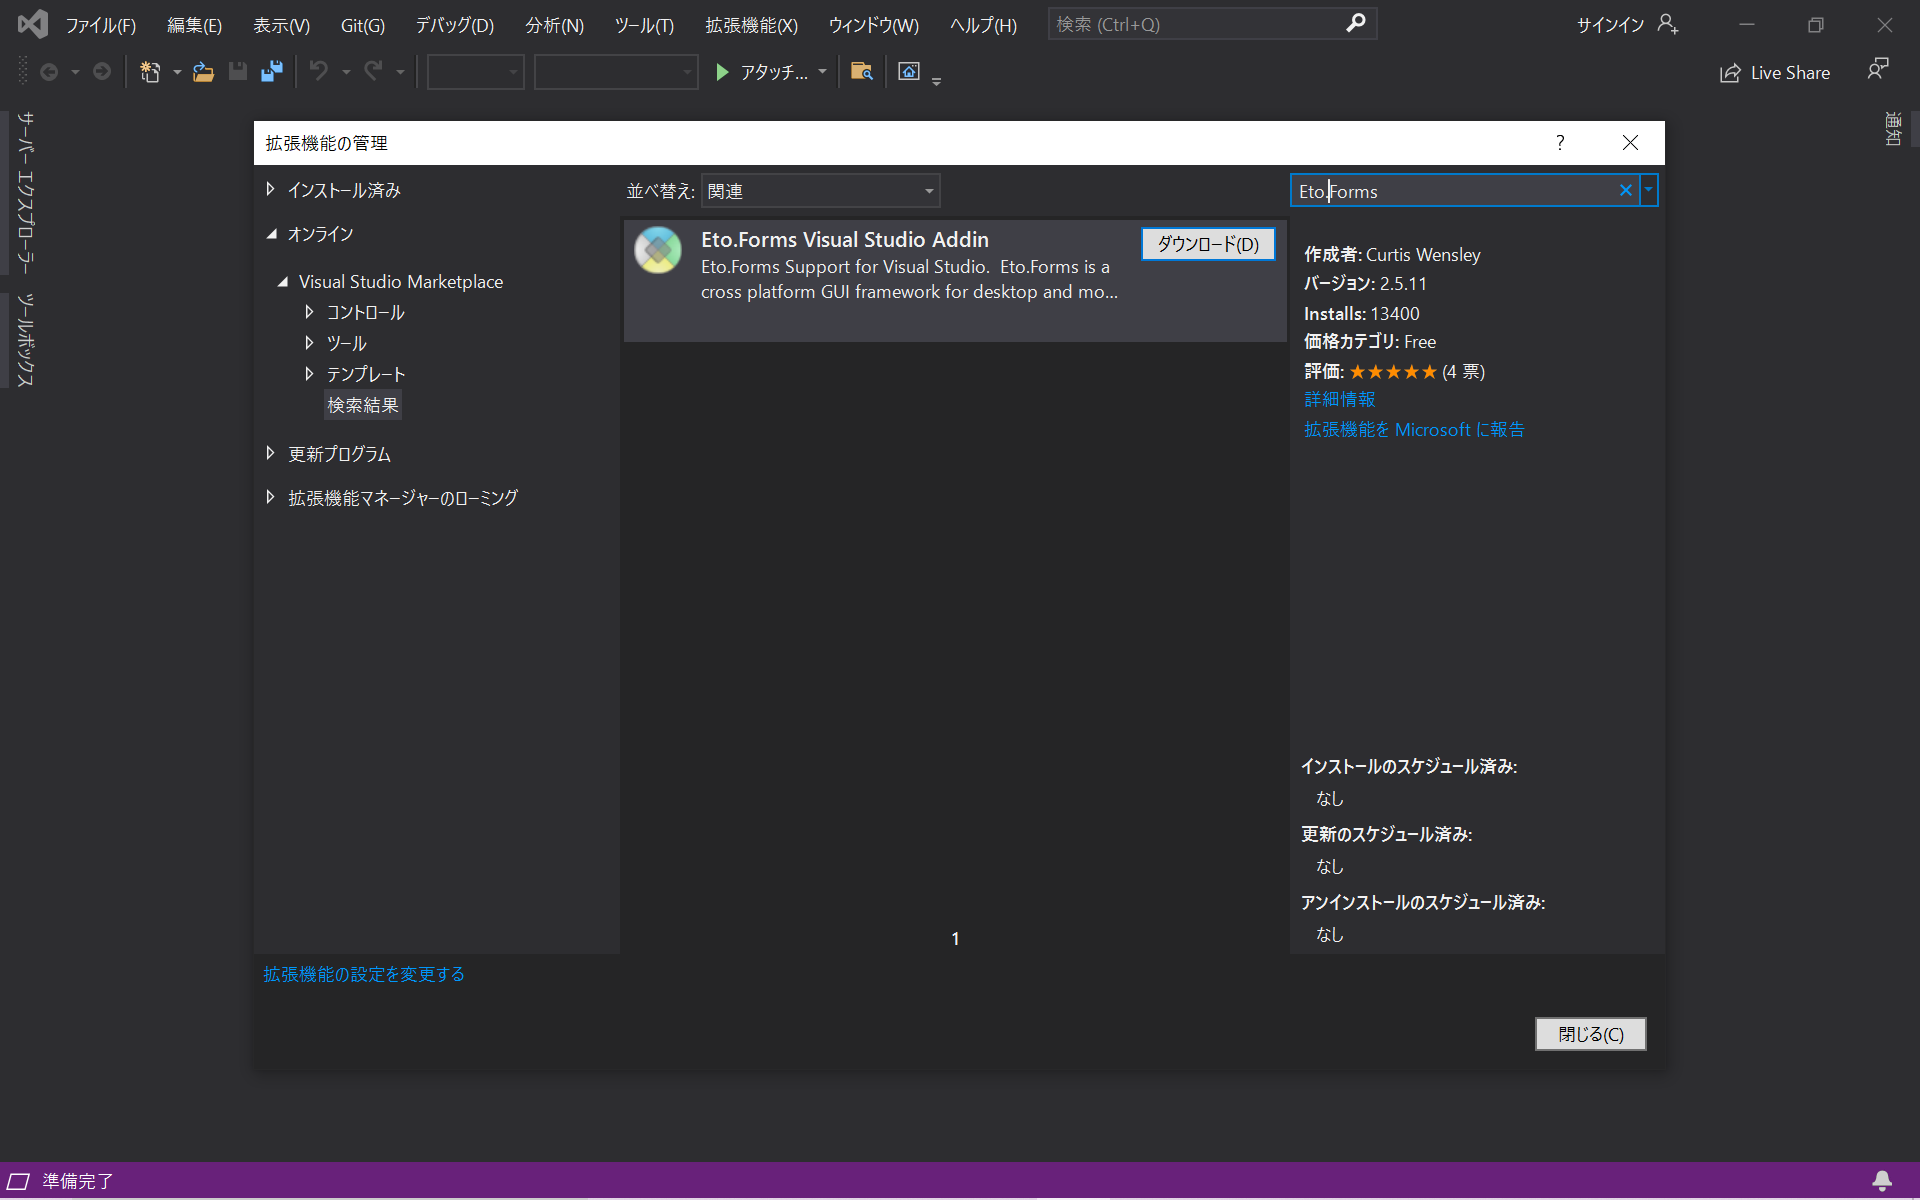 ファイル(F) 編集(E) 表示(V) Git(G) デバッグ(D) 分析(N) ツール(T) 拡張機能(X) ウィンドウ(W) ヘルプ(H) 検索 (Ctrl+Q) サインイン
アタッチ... Live Share
サーバー エクスプローラー
ツールボックス
通知
拡張機能の管理 ?
インストール済み
オンライン
Visual Studio Marketplace
コントロール
ツール
テンプレート
検索結果
更新プログラム
拡張機能マネージャーのローミング
並べ替え: 関連
Eto.Forms
Eto.Forms Visual Studio Addin
ダウンロード(D)
Eto.Forms Support for Visual Studio.  Eto.Forms is a
cross platform GUI framework for desktop and mo...
1
作成者: Curtis Wensley
バージョン: 2.5.11
Installs: 13400
価格カテゴリ: Free
評価: ★★★★★ (4 票)
詳細情報
拡張機能を Microsoft に報告
インストールのスケジュール済み:
なし
更新のスケジュール済み:
なし
アンインストールのスケジュール済み:
なし
拡張機能の設定を変更する
閉じる(C)
準備完了